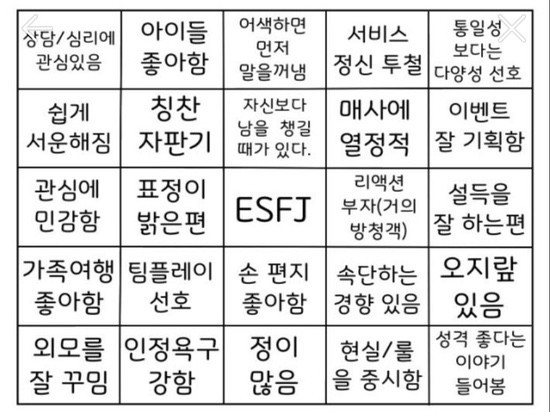 상담/심리에
관심있음
아이들
좋아함
어색하면
먼저
말을꺼냄
서비스
정신 투철
통일성
보다는
다양성 선호
쉽게
서운해짐
칭찬
자판기
자신보다
남을 챙길
때가 있다.
매사에
열정적
이벤트
잘 기획함
관심에
민감함
표정이
밝은편
ESFJ
리액션
부자(거의
방청객)
설득을
잘 하는편
가족여행
좋아함
팀플레이
선호
손 편지
좋아함
속단하는
경향 있음
오지랖
있음
외모를
잘 꾸밈
인정욕구
강함
정이
많음
현실/룰
을 중시함
성격 좋다는
이야기
들어봄